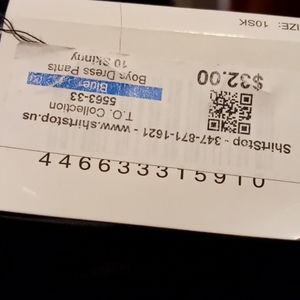 ShirtStop - 347-871-1621 - www.shirtstop.us
T.O. Collection
5563-33
Blue
Boys Dress Pants
10 Skinny
$32.00
446633315910
SIZE: 10SK